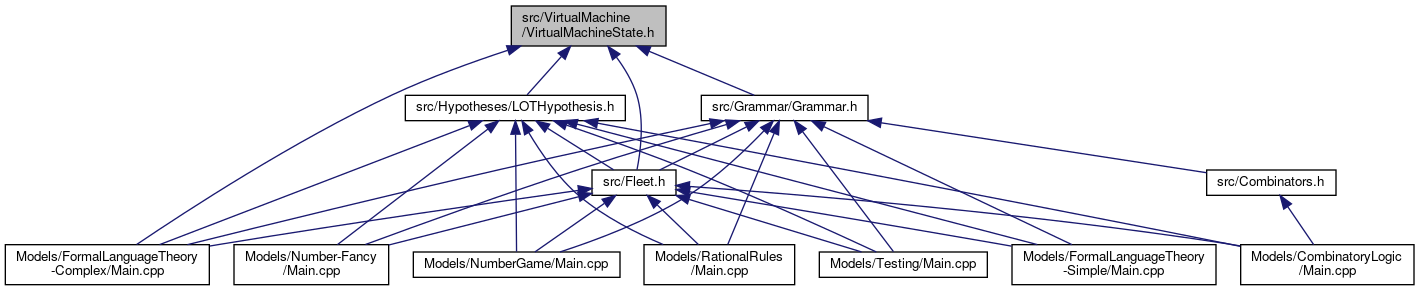 src/VirtualMachine
/VirtualMachineState.h
src/Hypotheses/LOTHypothesis.h
src/Grammar/Grammar.h
src/Fleet.h
src/Combinators.h
Models/FormalLanguageTheory
-Complex/Main.cpp
Models/Number-Fancy
/Main.cpp
Models/NumberGame/Main.cpp
Models/RationalRules
/Main.cpp
Models/Testing/Main.cpp
Models/FormalLanguageTheory
-Simple/Main.cpp
Models/CombinatoryLogic
/Main.cpp